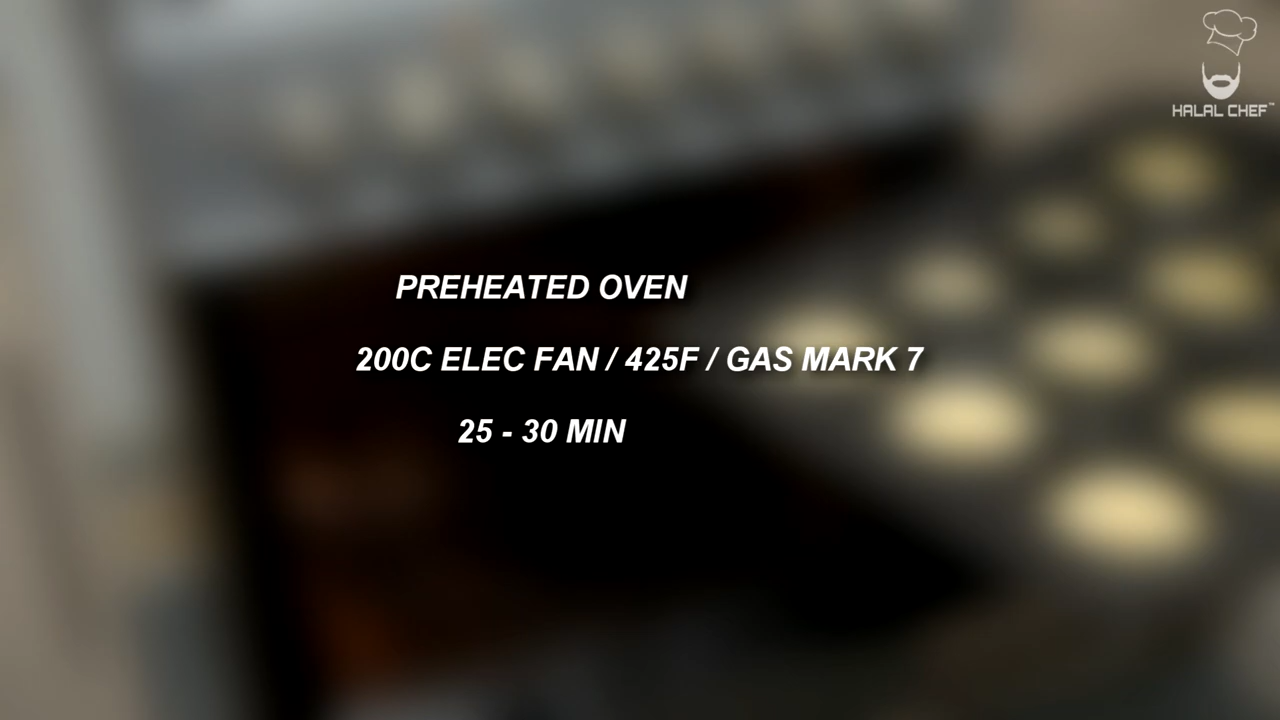 HALAL CHEF™
PREHEATED OVEN
200C ELEC FAN / 425F / GAS MARK 7
25 - 30 MIN